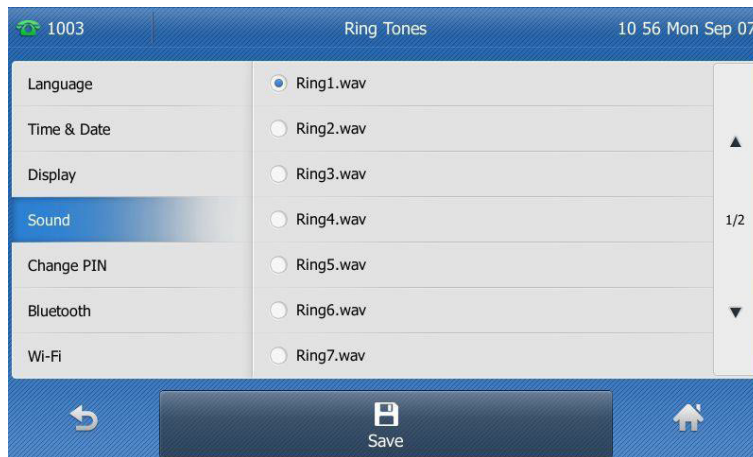 1003
Ring Tones
10 56 Mon Sep 07
Language
Time & Date
Display
Sound
Change PIN
Bluetooth
Wi-Fi
Ring1.wav
Ring2.wav
Ring3.wav
Ring4.wav
Ring5.wav
Ring6.wav
Ring7.wav
1/2
Save